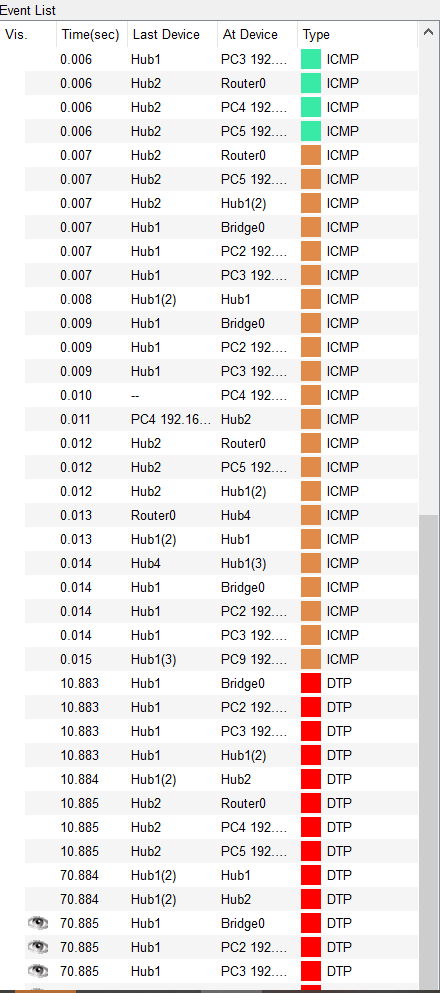 Event List
Vis. Time(sec) Last Device At Device Type
0.006 Hub1 PC3 192.... ICMP
0.006 Hub2 Router0 ICMP
0.006 Hub2 PC4 192.... ICMP
0.006 Hub2 PC5 192.... ICMP
0.007 Hub2 Router0 ICMP
0.007 Hub2 PC5 192.... ICMP
0.007 Hub2 Hub1(2) ICMP
0.007 Hub1 Bridge0 ICMP
0.007 Hub1 PC2 192.... ICMP
0.007 Hub1 PC3 192.... ICMP
0.008 Hub1(2) Hub1 ICMP
0.009 Hub1 Bridge0 ICMP
0.009 Hub1 PC2 192.... ICMP
0.009 Hub1 PC3 192.... ICMP
0.010 -- PC4 192.... ICMP
0.011 PC4 192.16... Hub2 ICMP
0.012 Hub2 Router0 ICMP
0.012 Hub2 PC5 192.... ICMP
0.012 Hub2 Hub1(2) ICMP
0.013 Router0 Hub4 ICMP
0.013 Hub1(2) Hub1 ICMP
0.014 Hub4 Hub1(3) ICMP
0.014 Hub1 Bridge0 ICMP
0.014 Hub1 PC2 192.... ICMP
0.014 Hub1 PC3 192.... ICMP
0.015 Hub1(3) PC9 192.... ICMP
10.883 Hub1 Bridge0 DTP
10.883 Hub1 PC2 192.... DTP
10.883 Hub1 PC3 192.... DTP
10.883 Hub1 Hub1(2) DTP
10.884 Hub1(2) Hub2 DTP
10.885 Hub2 Router0 DTP
10.885 Hub2 PC4 192.... DTP
10.885 Hub2 PC5 192.... DTP
70.884 Hub1(2) Hub1 DTP
70.884 Hub1(2) Hub2 DTP
70.885 Hub1 Bridge0 DTP
70.885 Hub1 PC2 192.... DTP
70.885 Hub1 PC3 192.... DTP